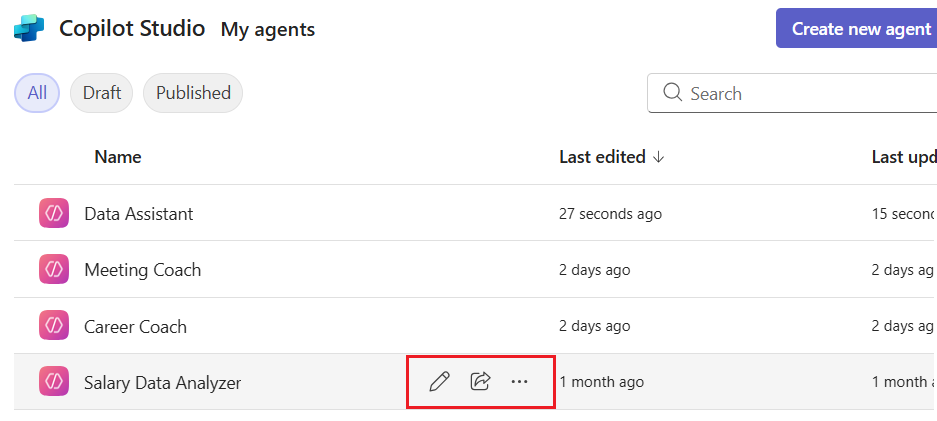 Copilot Studio My agents Create new agent
All Draft Published Search
Name Last edited ↓ Last upd
Data Assistant 27 seconds ago 15 secon
Meeting Coach 2 days ago 2 days ag
Career Coach 2 days ago 2 days ag
Salary Data Analyzer 1 month ago 1 month a